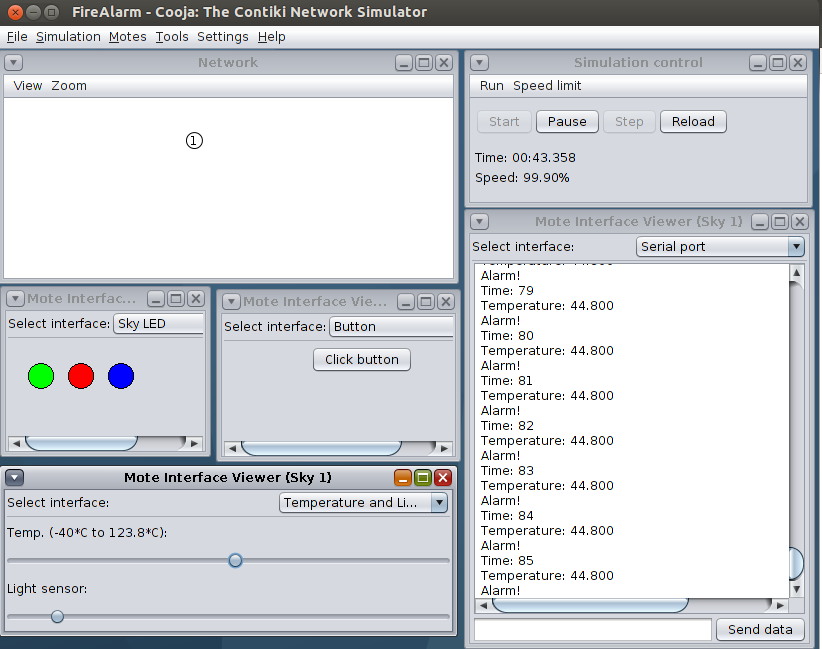 FireAlarm - Cooja: The Contiki Network Simulator
File Simulation Motes Tools Settings Help
Network
View Zoom
1
Simulation control
Run Speed limit
Start Pause Step Reload
Time: 00:43.358
Speed: 99.90%
Mote Interfac...
Select interface: Sky LED
Mote Interface Vie...
Select interface: Button
Click button
Mote Interface Viewer (Sky 1)
Select interface: Temperature and Li...
Temp. (-40*C to 123.8*C):
Light sensor:
Mote Interface Viewer (Sky 1)
Select interface: Serial port
Temperature: 44.800
Alarm!
Time: 79
Temperature: 44.800
Alarm!
Time: 80
Temperature: 44.800
Alarm!
Time: 81
Temperature: 44.800
Alarm!
Time: 82
Temperature: 44.800
Alarm!
Time: 83
Temperature: 44.800
Alarm!
Time: 84
Temperature: 44.800
Alarm!
Time: 85
Temperature: 44.800
Alarm!
Send data